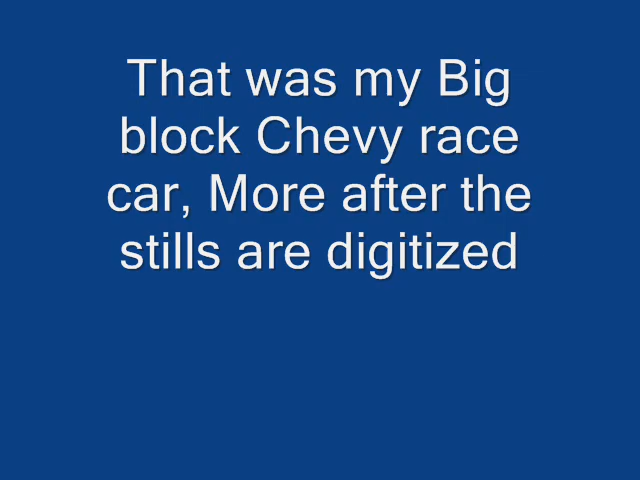 That was my Big
block Chevy race
car, More after the
stills are digitized